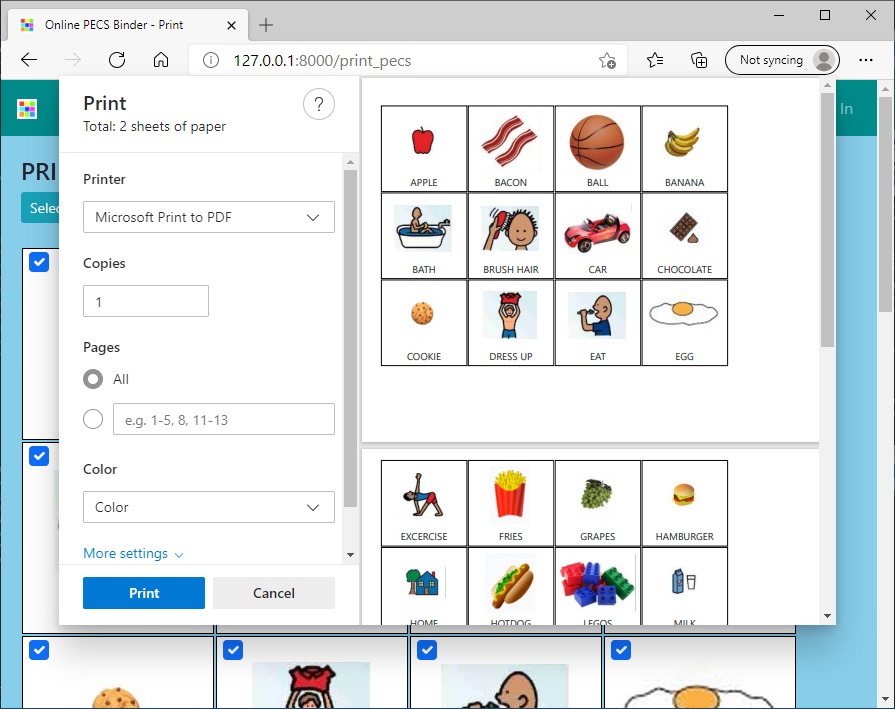 Online PECS Binder - Print
127.0.0.1:8000/print_pecs
Not syncing
In
PRI
Selec
Print
Total: 2 sheets of paper
?
Printer
Microsoft Print to PDF
Copies
1
Pages
All
e.g. 1-5, 8, 11-13
Color
Color
More settings
Print
Cancel
APPLE BACON BALL BANANA
BATH BRUSH HAIR CAR CHOCOLATE
COOKIE DRESS UP EAT EGG
EXCERCISE FRIES GRAPES HAMBURGER
HOME HOTDOG LEGOS MILK